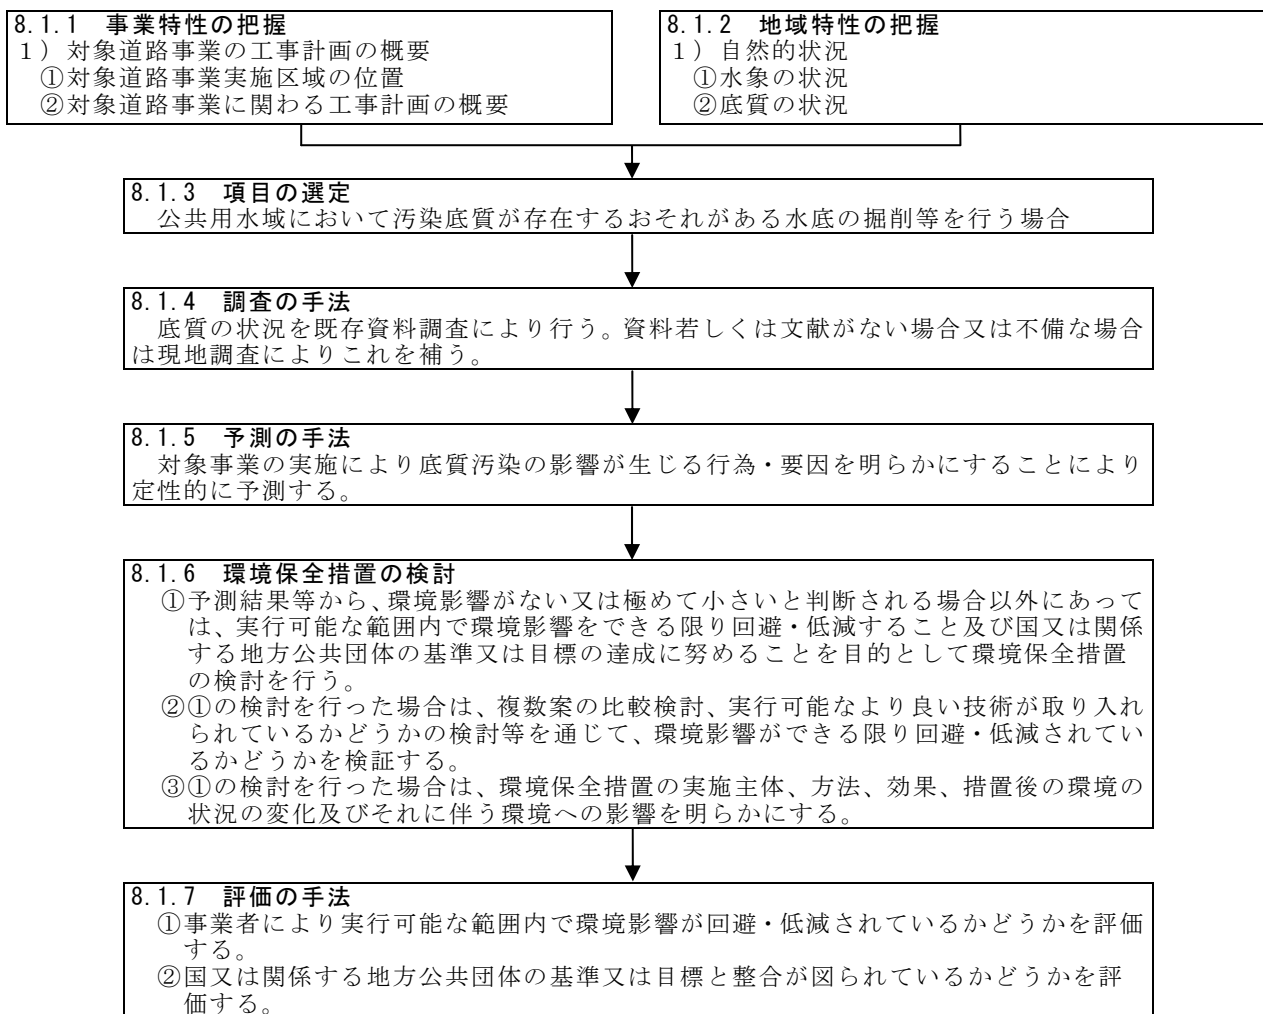 8.1.1 事業特性の把握
１）対象道路事業の工事計画の概要
①対象道路事業実施区域の位置
②対象道路事業に関わる工事計画の概要
8.1.2 地域特性の把握
１）自然的状況
①水象の状況
②底質の状況
8.1.3 項目の選定
公共用水域において汚染底質が存在するおそれがある水底の掘削等を行う場合
8.1.4 調査の手法
底質の状況を既存資料調査により行う。資料若しくは文献がない場合又は不備な場合
は現地調査によりこれを補う。
8.1.5 予測の手法
対象事業の実施により底質汚染の影響が生じる行為・要因を明らかにすることにより
定性的に予測する。
8.1.6 環境保全措置の検討
①予測結果等から、環境影響がない又は極めて小さいと判断される場合以外にあって
は、実行可能な範囲内で環境影響をできる限り回避・低減すること及び国又は関係
する地方公共団体の基準又は目標の達成に努めることを目的として環境保全措置
の検討を行う。
②①の検討を行った場合は、複数案の比較検討、実行可能なより良い技術が取り入れ
られているかどうかの検討等を通じて、環境影響ができる限り回避・低減されてい
るかどうかを検証する。
③①の検討を行った場合は、環境保全措置の実施主体、方法、効果、措置後の環境の
状況の変化及びそれに伴う環境への影響を明らかにする。
8.1.7 評価の手法
①事業者により実行可能な範囲内で環境影響が回避・低減されているかどうかを評価
する。
②国又は関係する地方公共団体の基準又は目標と整合が図られているかどうかを評
価する。